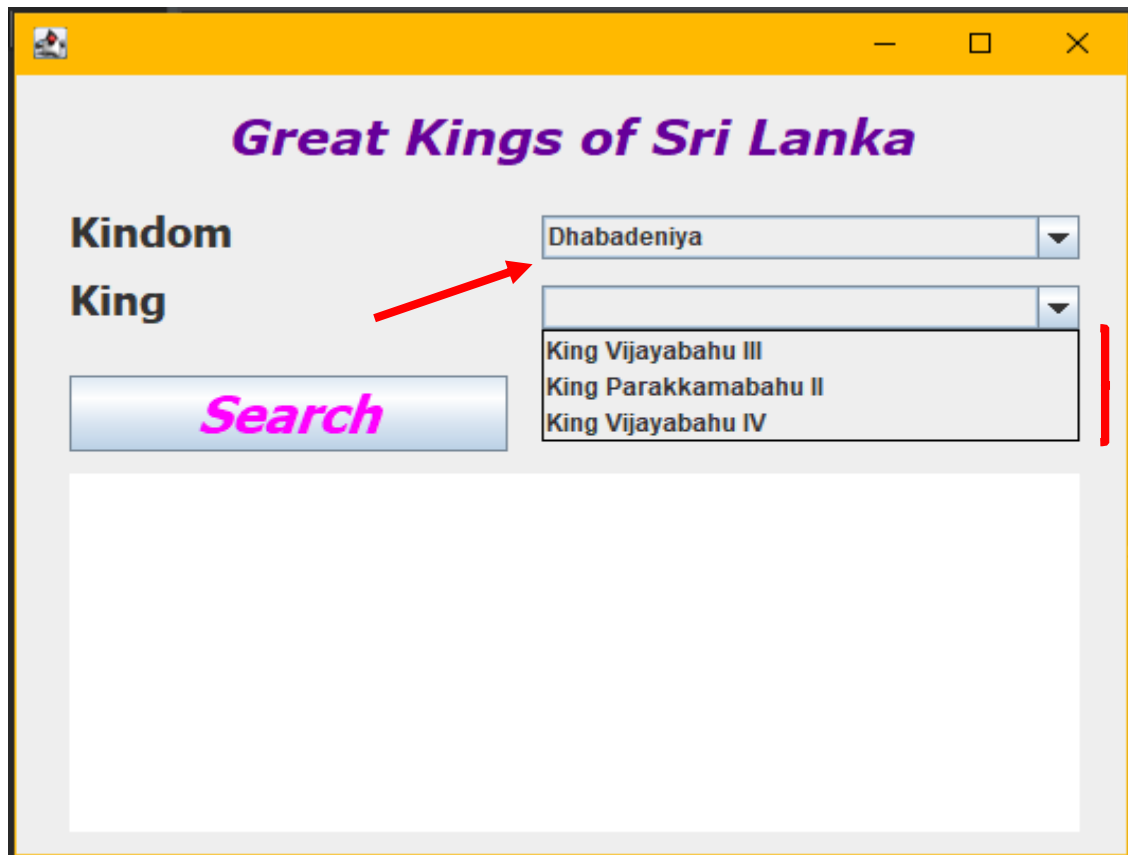 Great Kings of Sri Lanka
Kindom
Dhabadeniya
King
King Vijayabahu III
King Parakkamabahu II
King Vijayabahu IV
Search